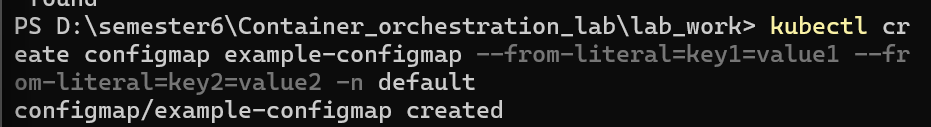 found
PS D:\semester6\Container_orchestration_lab\lab_work> kubectl cr
eate configmap example-configmap --from-literal=key1=value1 --fr
om-literal=key2=value2 -n default
configmap/example-configmap created